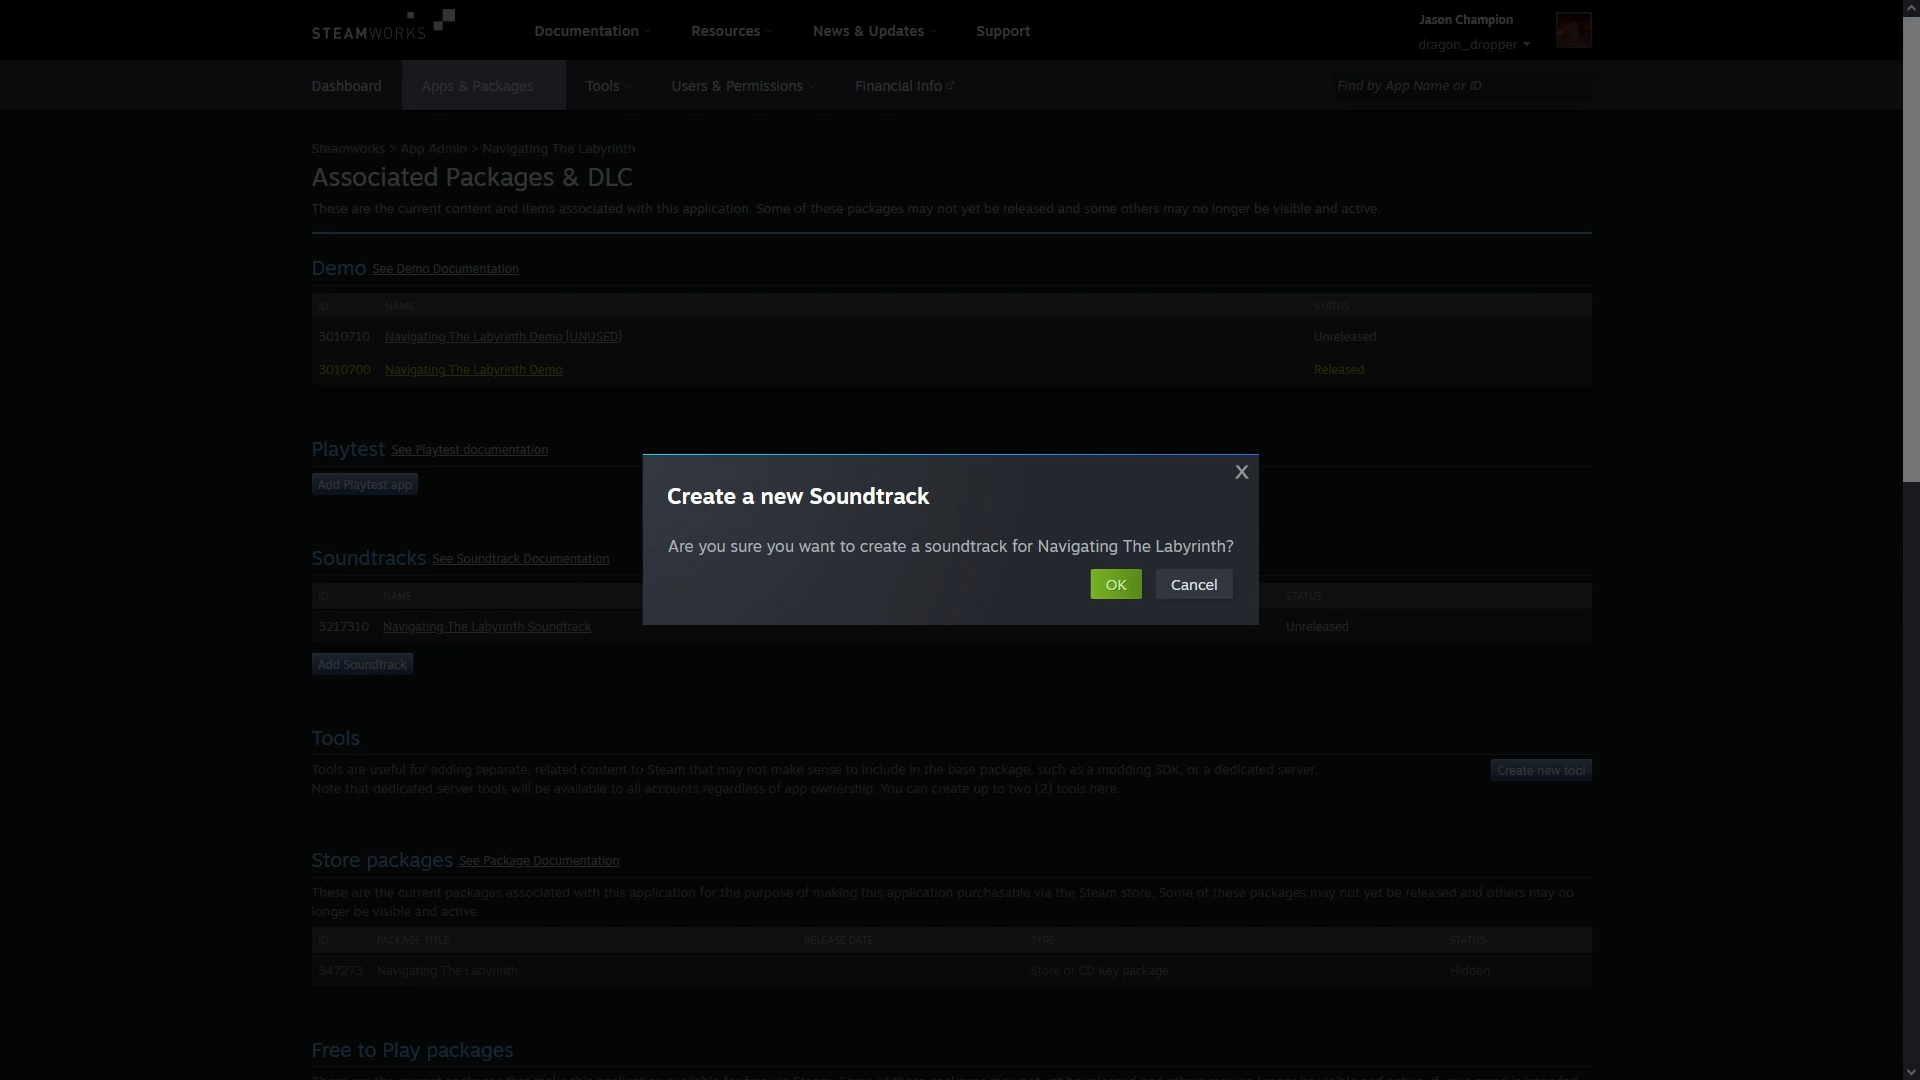 STEAMWORKS
Documentation
Resources
News & Updates
Support
Jason Champion
dragon_dropper
Dashboard
Apps & Packages
Tools
Users & Permissions
Financial Info
Find by App Name or ID
Steamworks > App Admin > Navigating The Labyrinth
Associated Packages & DLC
These are the current content and items associated with this application. Some of these packages may not yet be released and some others may no longer be visible and active.
Demo See Demo Documentation
ID NAME STATUS
3010710 Navigating The Labyrinth Demo [UNUSED] Unreleased
3010700 Navigating The Labyrinth Demo Released
Playtest See Playtest documentation
Add Playtest app
X
Create a new Soundtrack
Are you sure you want to create a soundtrack for Navigating The Labyrinth?
OK Cancel
Soundtracks See Soundtrack Documentation
ID NAME STATUS
3217310 Navigating The Labyrinth Soundtrack Unreleased
Add Soundtrack
Tools
Tools are useful for adding separate, related content to Steam that may not make sense to include in the base package, such as a modding SDK, or a dedicated server
Note that dedicated server tools will be available to all accounts regardless of app ownership. You can create up to two (2) tools here.
Create new tool
Store packages See Package Documentation
These are the current packages associated with this application for the purpose of making this application purchasable via the Steam store. Some of these packages may not yet be released and others may no
longer be visible and active.
ID PACKAGE TITLE RELEASE DATE TYPE STATUS
947273 Navigating The Labyrinth Store or CD Key package Hidden
Free to Play packages